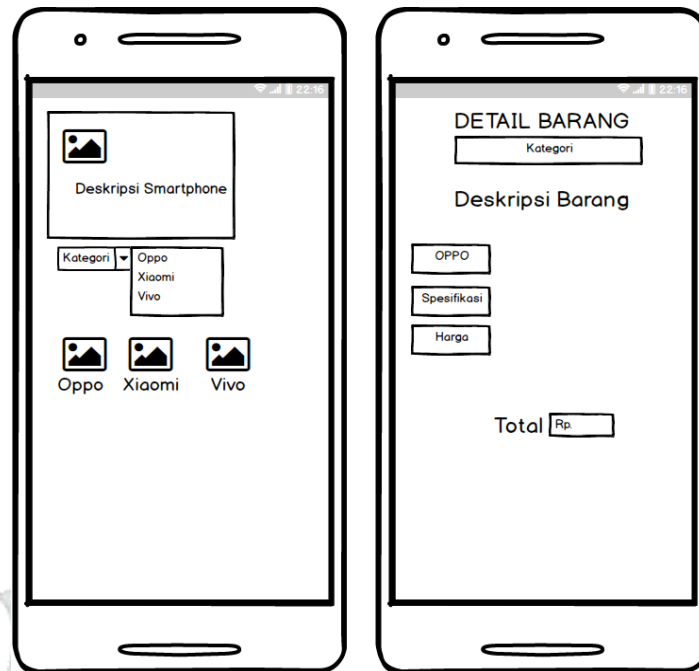 22:16
Deskripsi Smartphone
Kategori
Oppo
Xiaomi
Vivo
Oppo Xiaomi Vivo
22:16
DETAIL BARANG
Kategori
Deskripsi Barang
OPPO
Spesifikasi
Harga
Total Rp.